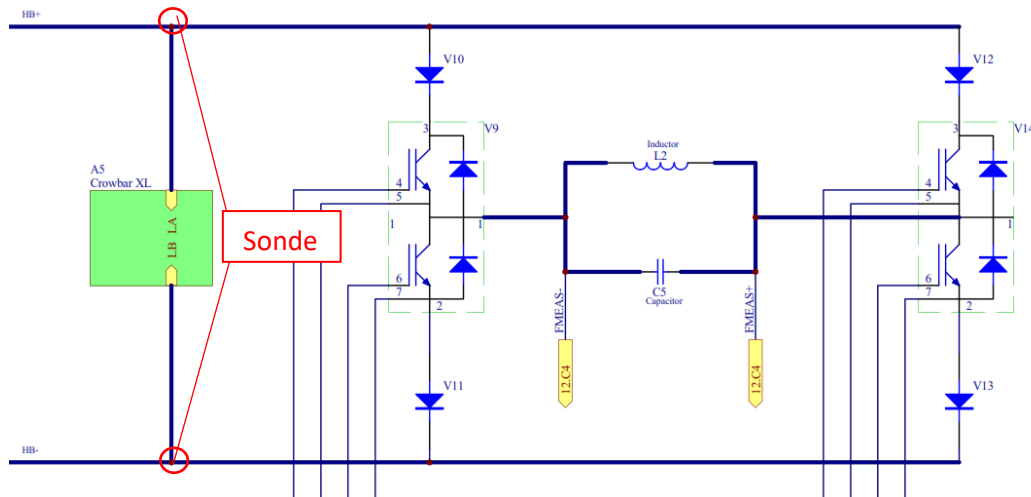 HB+
V10
V12
3
V9
3
V14
Inductor
L2
A5
Crowbar XL
4
5
4
5
LB LA
Sonde
1
1
1
6
7
2
6
7
2
C5
Capacitor
FMEAS-
FMEAS+
12.C4
12.C4
V11
V13
HB-